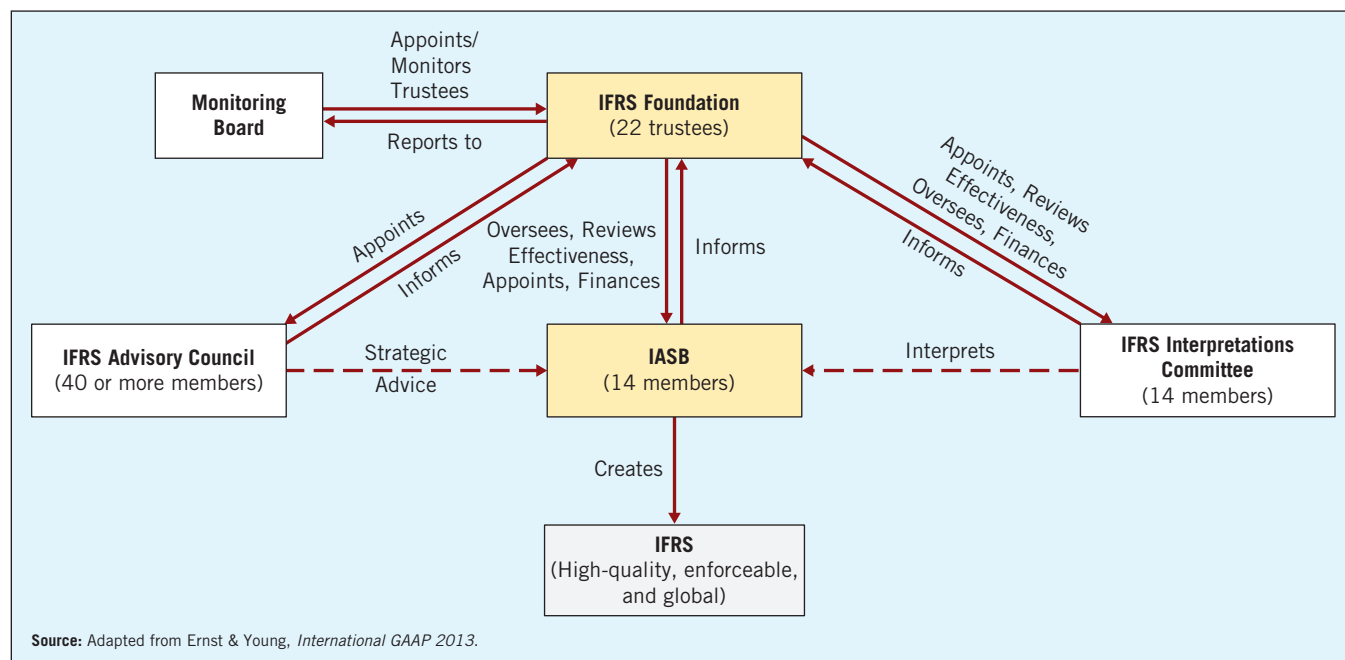 Appoints/
Monitors
Trustees
Monitoring
Board
IFRS Foundation
(22 trustees)
Reports to
Appoints
Informs
Oversees, Reviews
Effectiveness,
Appoints, Finances
Informs
Appoints, Reviews
Effectiveness,
Oversees, Finances
Informs
IFRS Advisory Council
(40 or more members)
Strategic
Advice
IASB
(14 members)
Interprets
IFRS Interpretations
Committee
(14 members)
Creates
IFRS
(High-quality, enforceable,
and global)
Source: Adapted from Ernst & Young, International GAAP 2013.